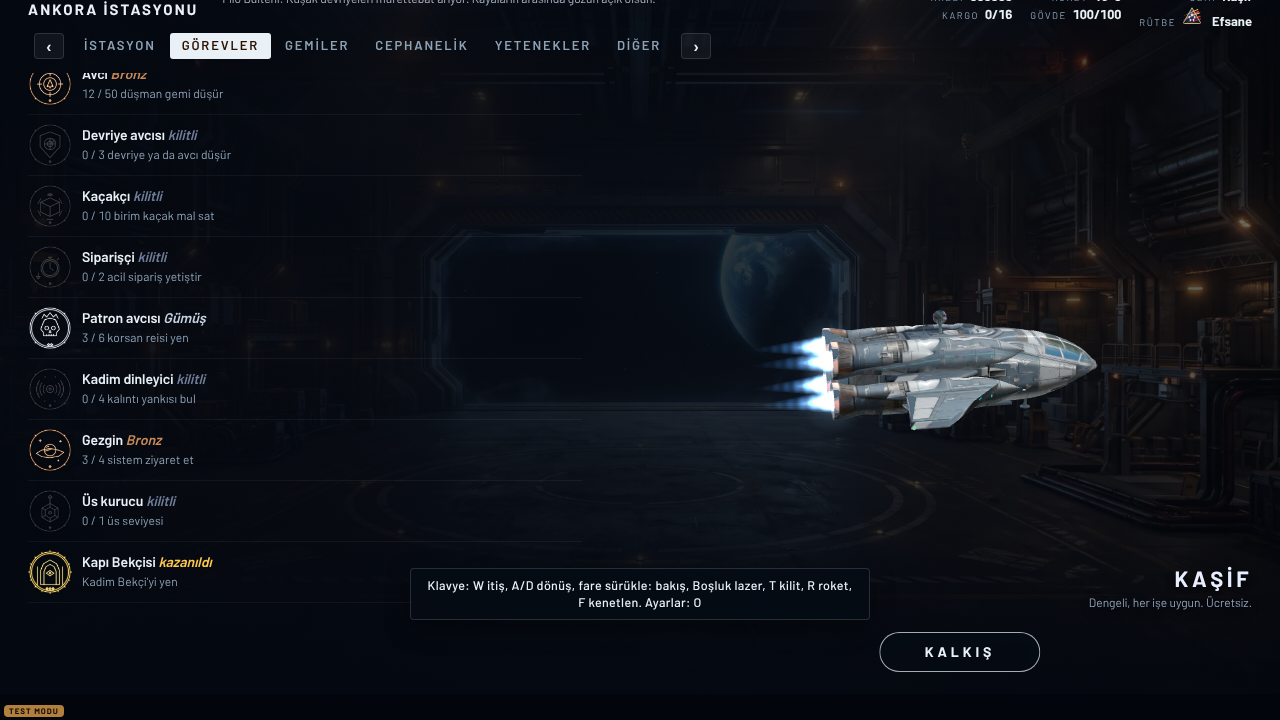 ANKORA İSTASYONU
KARGO 0/16 GÖVDE 100/100 RÜTBE Efsane
‹ İSTASYON GÖREVLER GEMİLER CEPHANELİK YETENEKLER DİĞER ›
Avcı Bronz
12 / 50 düşman gemi düşür
Devriye avcısı kilitli
0 / 3 devriye ya da avcı düşür
Kaçakçı kilitli
0 / 10 birim kaçak mal sat
Siparişçi kilitli
0 / 2 acil sipariş yetiştir
Patron avcısı Gümüş
3 / 6 korsan reisi yen
Kadim dinleyici kilitli
0 / 4 kalıntı yankısı bul
Gezgin Bronz
3 / 4 sistem ziyaret et
Üs kurucu kilitli
0 / 1 üs seviyesi
Kapı Bekçisi kazanıldı
Kadim Bekçi'yi yen
Klavye: W itiş, A/D dönüş, fare sürükle: bakış, Boşluk lazer, T kilit, R roket,
F kenetlen. Ayarlar: O
KAŞİF
Dengeli, her işe uygun. Ücretsiz.
KALKIŞ
TEST MODU